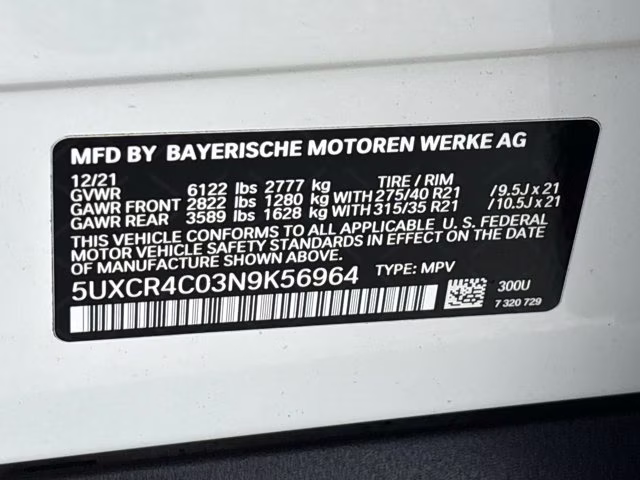 MFD BY BAYERISCHE MOTOREN WERKE AG
12/21 TIRE / RIM
GVWR 6122 lbs 2777 kg
GAWR FRONT 2822 lbs 1280 kg WITH 275/40 R21 /9.5J x 21
GAWR REAR 3589 lbs 1628 kg WITH 315/35 R21 /10.5J x 21
THIS VEHICLE CONFORMS TO ALL APPLICABLE U. S. FEDERAL
MOTOR VEHICLE SAFETY STANDARDS IN EFFECT ON THE DATE
OF MANUFACTURE SHOWN ABOVE.
5UXCR4C03N9K56964 TYPE: MPV
300U
7 320 729